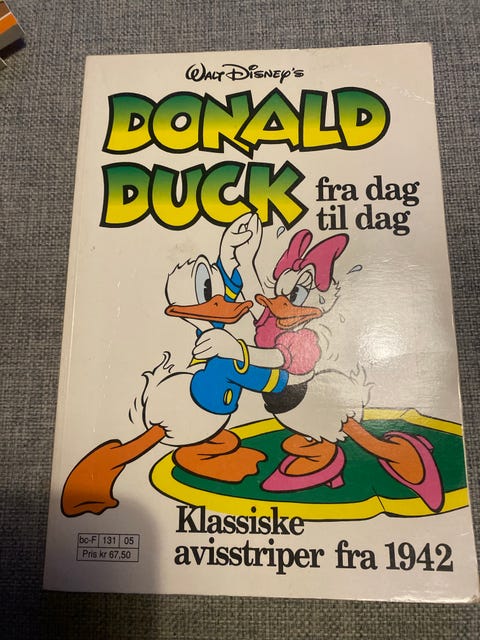 Walt Disney's
DONALD
DUCK
fra dag
til dag
Klassiske
avisstriper fra 1942
bc-F 131 05
Pris kr 67,50